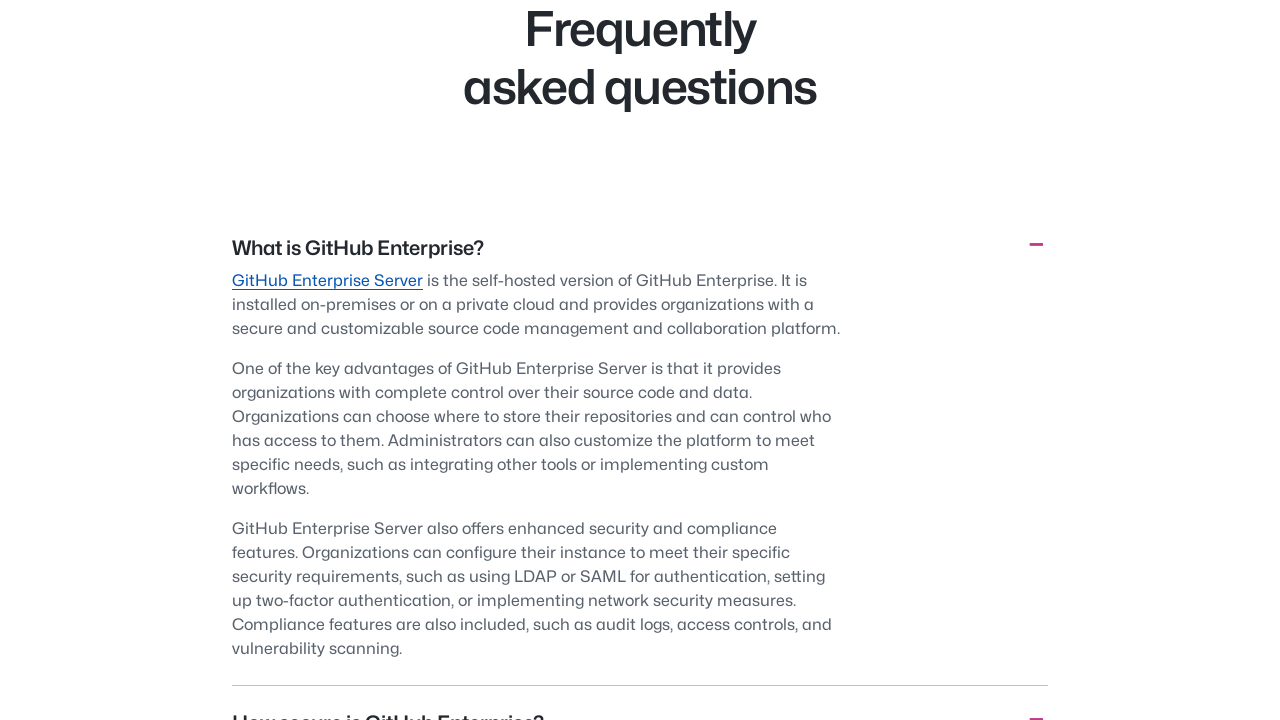 Frequently
asked questions
What is GitHub Enterprise?
GitHub Enterprise Server is the self-hosted version of GitHub Enterprise. It is
installed on-premises or on a private cloud and provides organizations with a
secure and customizable source code management and collaboration platform.
One of the key advantages of GitHub Enterprise Server is that it provides
organizations with complete control over their source code and data.
Organizations can choose where to store their repositories and can control who
has access to them. Administrators can also customize the platform to meet
specific needs, such as integrating other tools or implementing custom
workflows.
GitHub Enterprise Server also offers enhanced security and compliance
features. Organizations can configure their instance to meet their specific
security requirements, such as using LDAP or SAML for authentication, setting
up two-factor authentication, or implementing network security measures.
Compliance features are also included, such as audit logs, access controls, and
vulnerability scanning.
How secure is GitHub Enterprise?